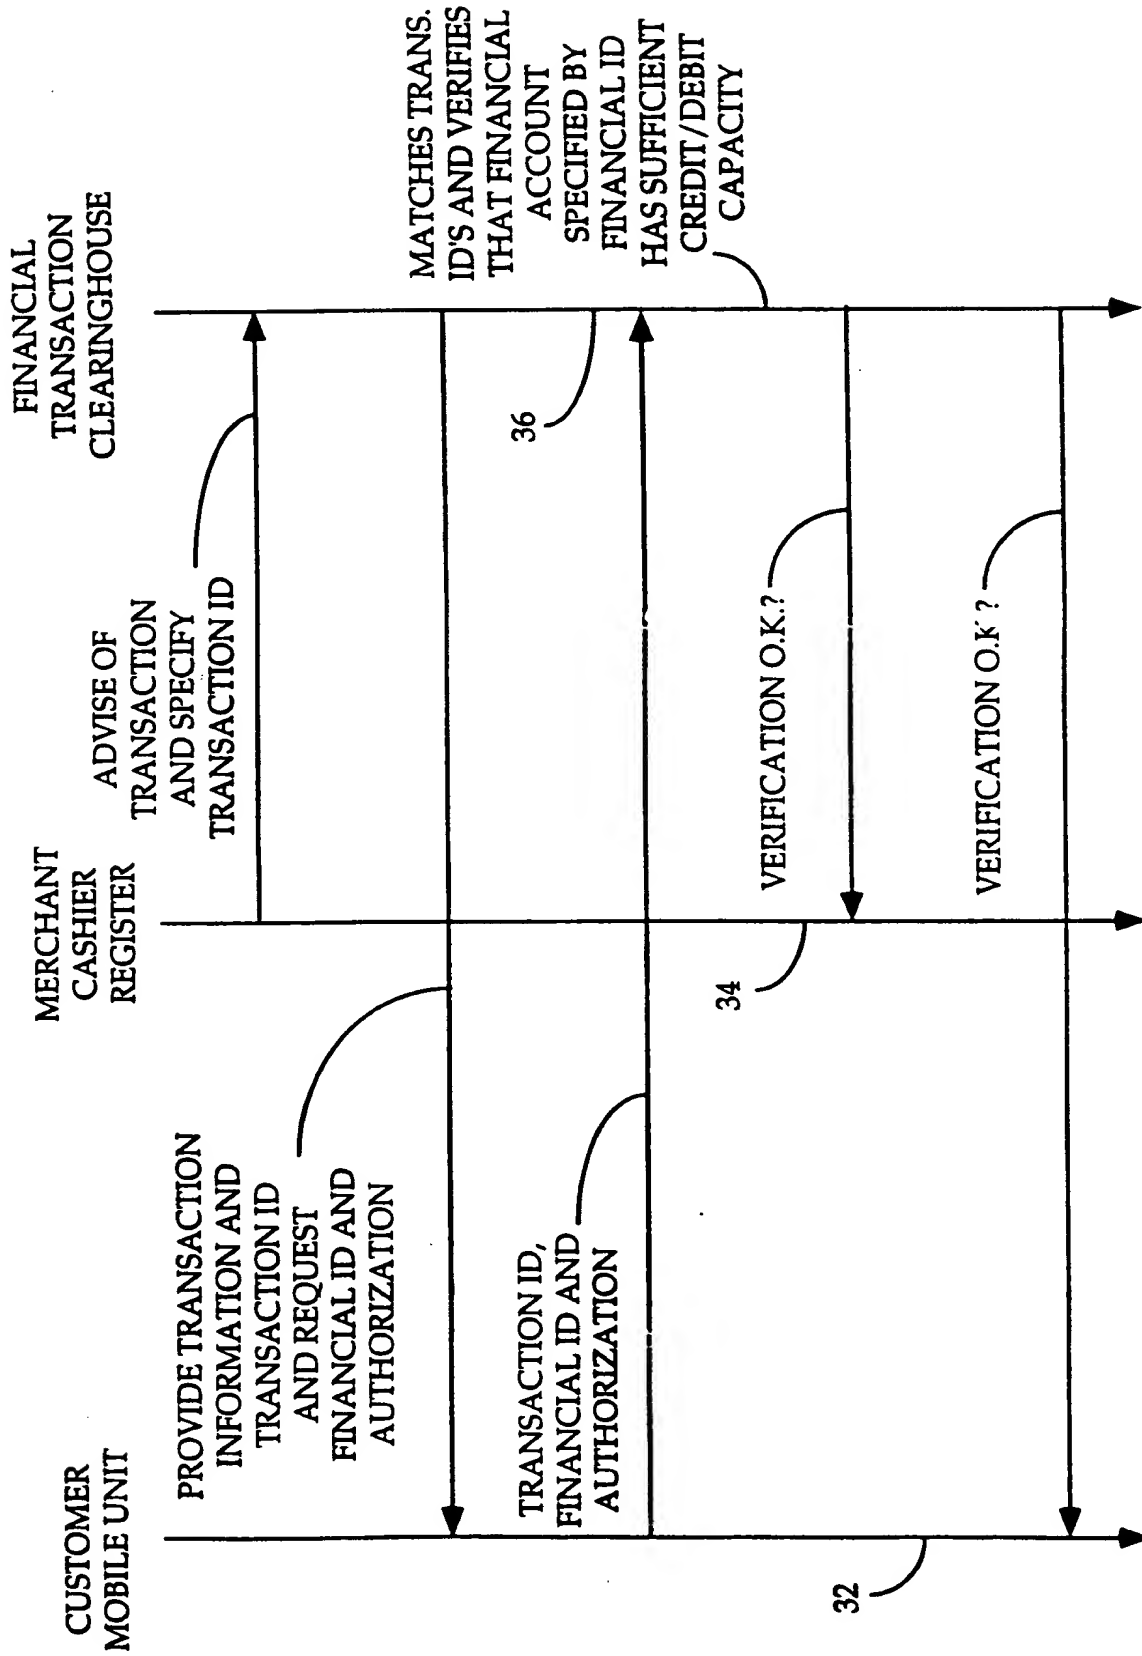 CUSTOMER
MOBILE UNIT
MERCHANT
CASHIER
REGISTER
FINANCIAL
TRANSACTION
CLEARINGHOUSE
ADVISE OF
TRANSACTION
AND SPECIFY
TRANSACTION ID
PROVIDE TRANSACTION
INFORMATION AND
TRANSACTION ID
AND REQUEST
FINANCIAL ID AND
AUTHORIZATION
MATCHES TRANS.
ID'S AND VERIFIES
THAT FINANCIAL
ACCOUNT
SPECIFIED BY
FINANCIAL ID
HAS SUFFICIENT
CREDIT/DEBIT
CAPACITY
36
TRANSACTION ID,
FINANCIAL ID AND
AUTHORIZATION
34
VERIFICATION O.K.?
32
VERIFICATION O.K ?